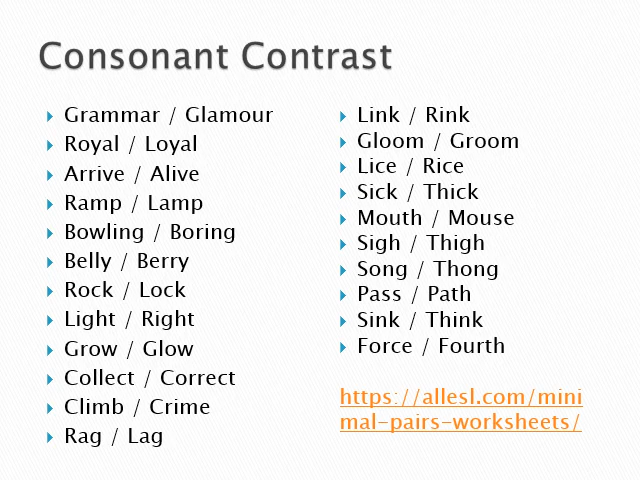 Consonant Contrast
Grammar / Glamour
Royal / Loyal
Arrive / Alive
Ramp / Lamp
Bowling / Boring
Belly / Berry
Rock / Lock
Light / Right
Grow / Glow
Collect / Correct
Climb / Crime
Rag / Lag
Link / Rink
Gloom / Groom
Lice / Rice
Sick / Thick
Mouth / Mouse
Sigh / Thigh
Song / Thong
Pass / Path
Sink / Think
Force / Fourth
https://allesl.com/mini
mal-pairs-worksheets/